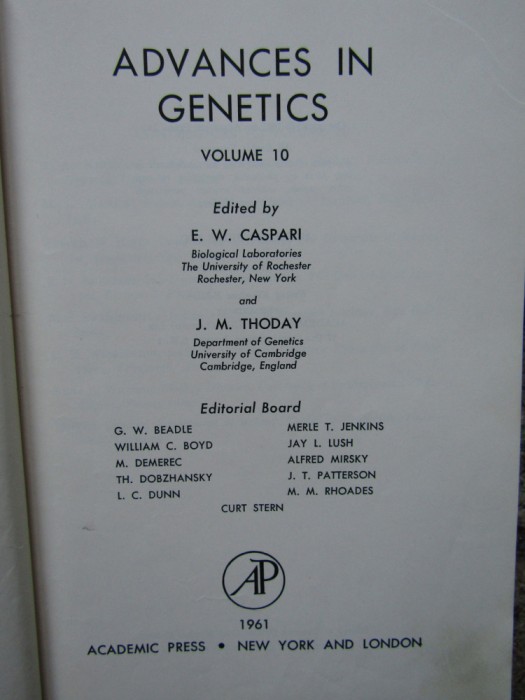 ADVANCES IN
GENETICS
VOLUME 10
Edited by
E. W. CASPARI
Biological Laboratories
The University of Rochester
Rochester, New York
and
J. M. THODAY
Department of Genetics
University of Cambridge
Cambridge, England
Editorial Board
G. W. BEADLE
WILLIAM C. BOYD
M. DEMEREC
TH. DOBZHANSKY
L. C. DUNN
MERLE T. JENKINS
JAY L. LUSH
ALFRED MIRSKY
J. T. PATTERSON
M. M. RHOADES
CURT STERN
AP
1961
ACADEMIC PRESS • NEW YORK AND LONDON